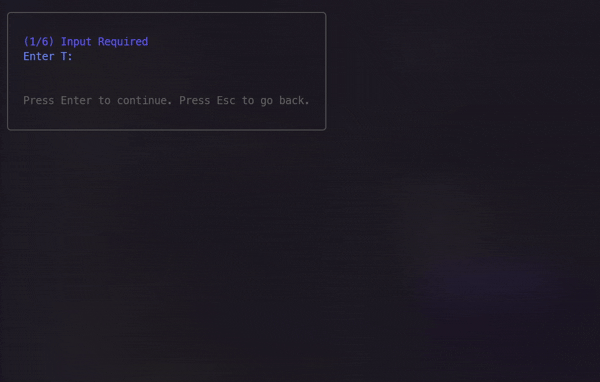 (1/6) Input Required
Enter T:
Press Enter to continue. Press Esc to go back.